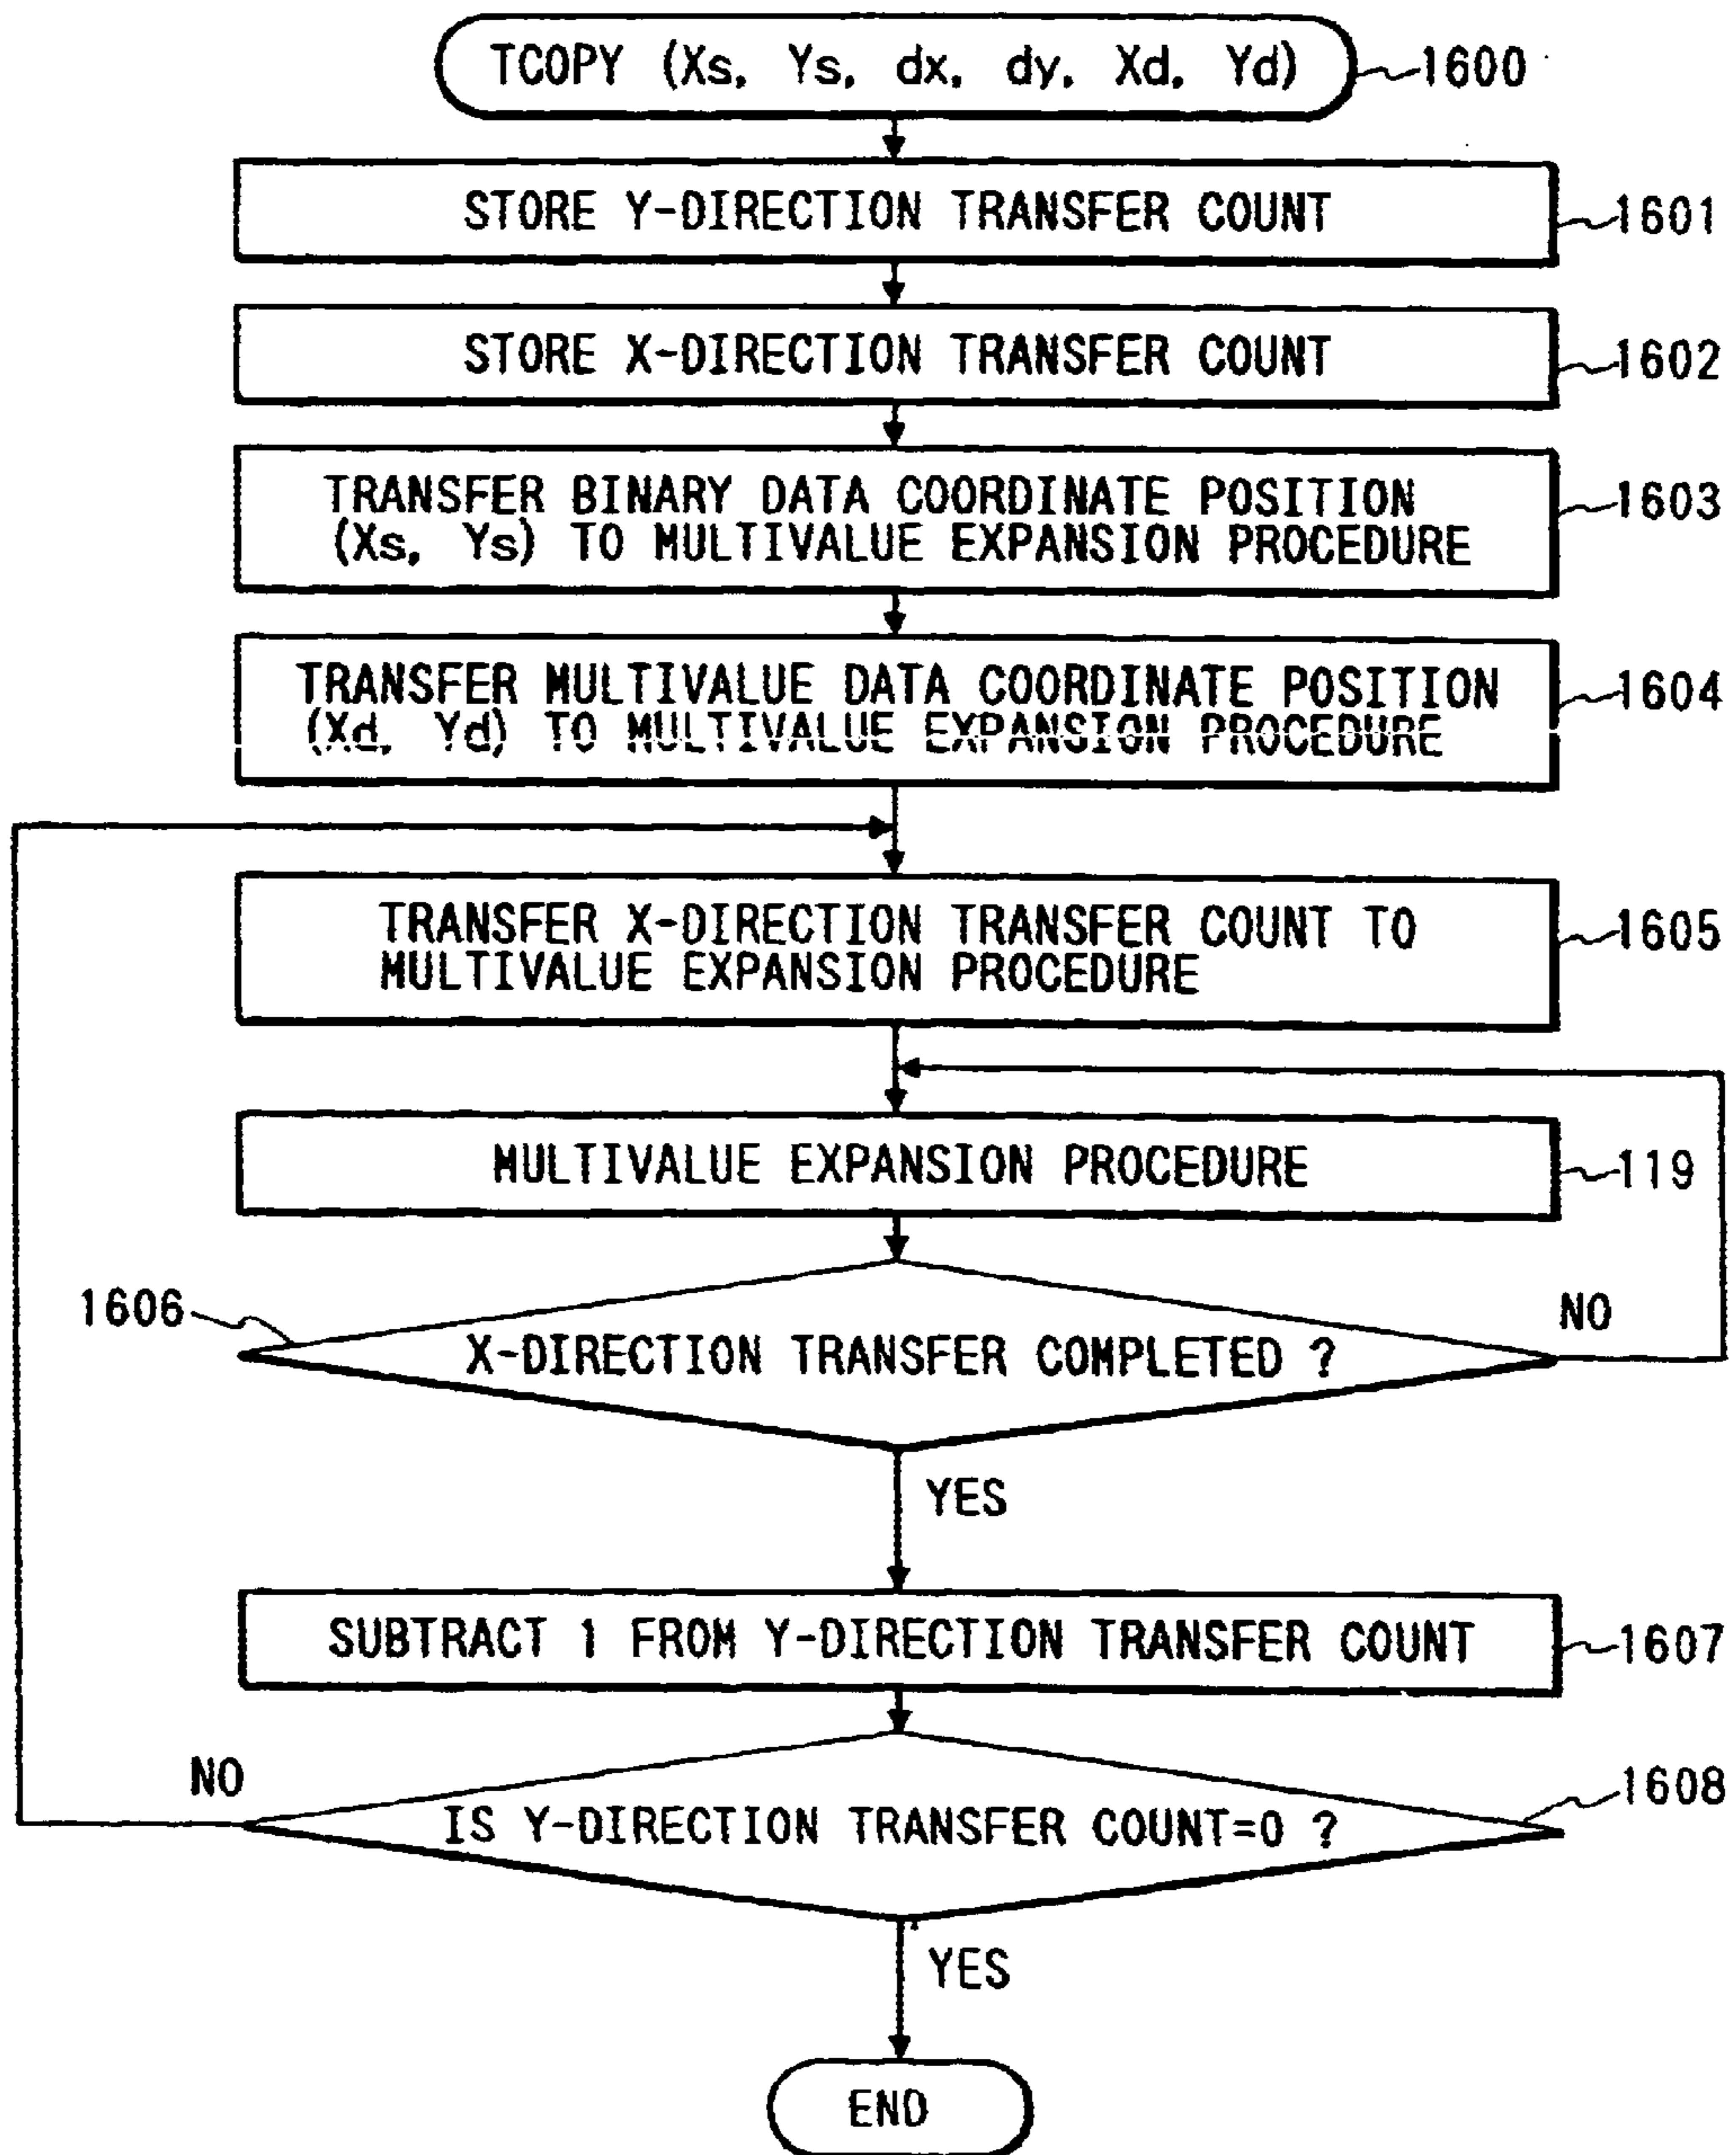 TCOPY (Xs, Ys, dx, dy, Xd, Yd)
1600
STORE Y-DIRECTION TRANSFER COUNT
1601
STORE X-DIRECTION TRANSFER COUNT
1602
TRANSFER BINARY DATA COORDINATE POSITION
(Xs, Ys) TO MULTIVALUE EXPANSION PROCEDURE
1603
TRANSFER MULTIVALUE DATA COORDINATE POSITION
(Xd, Yd) TO MULTIVALUE EXPANSION PROCEDURE
1604
TRANSFER X-DIRECTION TRANSFER COUNT TO
MULTIVALUE EXPANSION PROCEDURE
1605
MULTIVALUE EXPANSION PROCEDURE
119
1606
X-DIRECTION TRANSFER COMPLETED ?
NO
YES
SUBTRACT 1 FROM Y-DIRECTION TRANSFER COUNT
1607
NO
IS Y-DIRECTION TRANSFER COUNT=0 ?
1608
YES
END